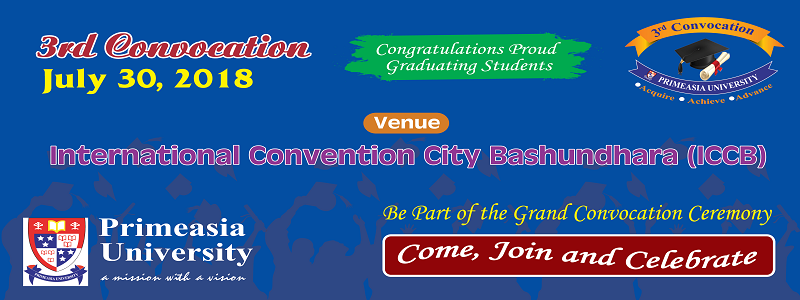 3rd Convocation
July 30, 2018
Congratulations Proud
Graduating Students
3rd Convocation
PRIMEASIA UNIVERSITY
•Acquire •Achieve •Advance
Venue
International Convention City Bashundhara (ICCB)
Primeasia
University
a mission with a vision
PRIMEASIA UNIVERSITY
Be Part of the Grand Convocation Ceremony
Come, Join and Celebrate